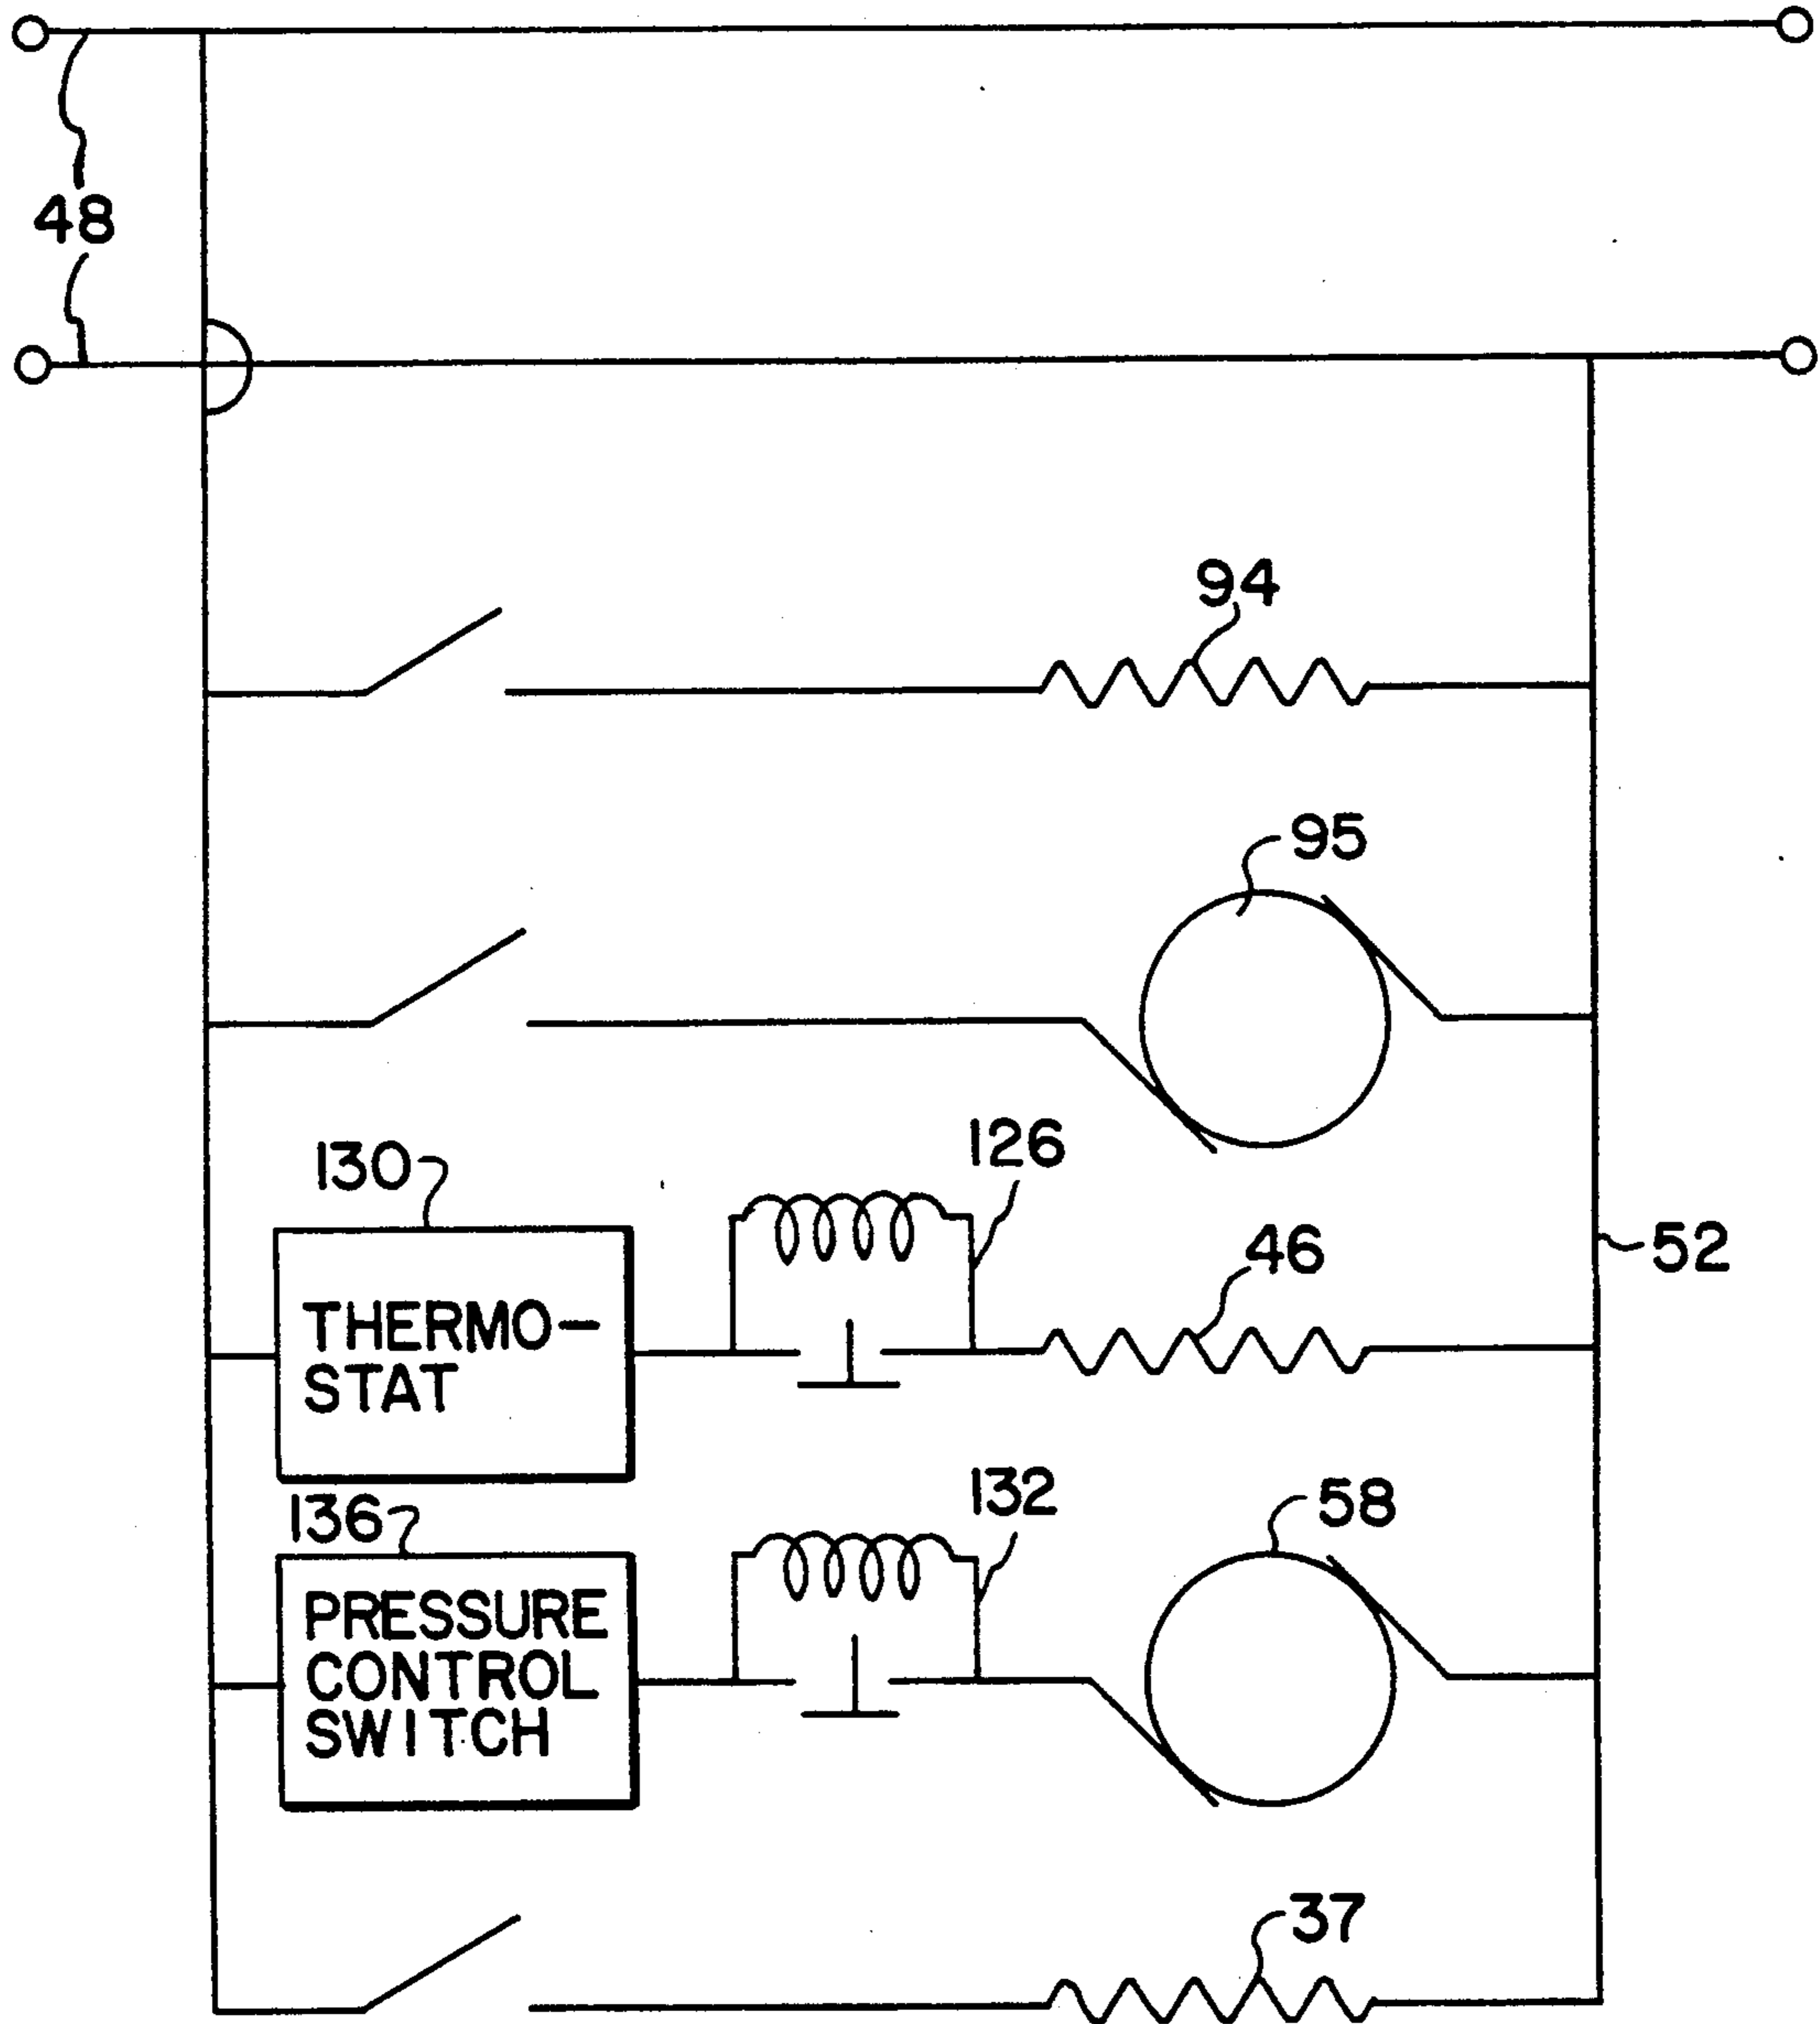 48
94
95
130
126
46
52
THERMO-
STAT
136
132
58
PRESSURE
CONTROL
SWITCH
37